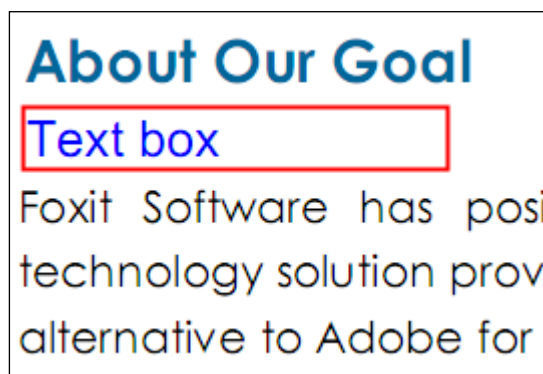 About Our Goal
Text box
Foxit Software has posi
technology solution prov
alternative to Adobe for